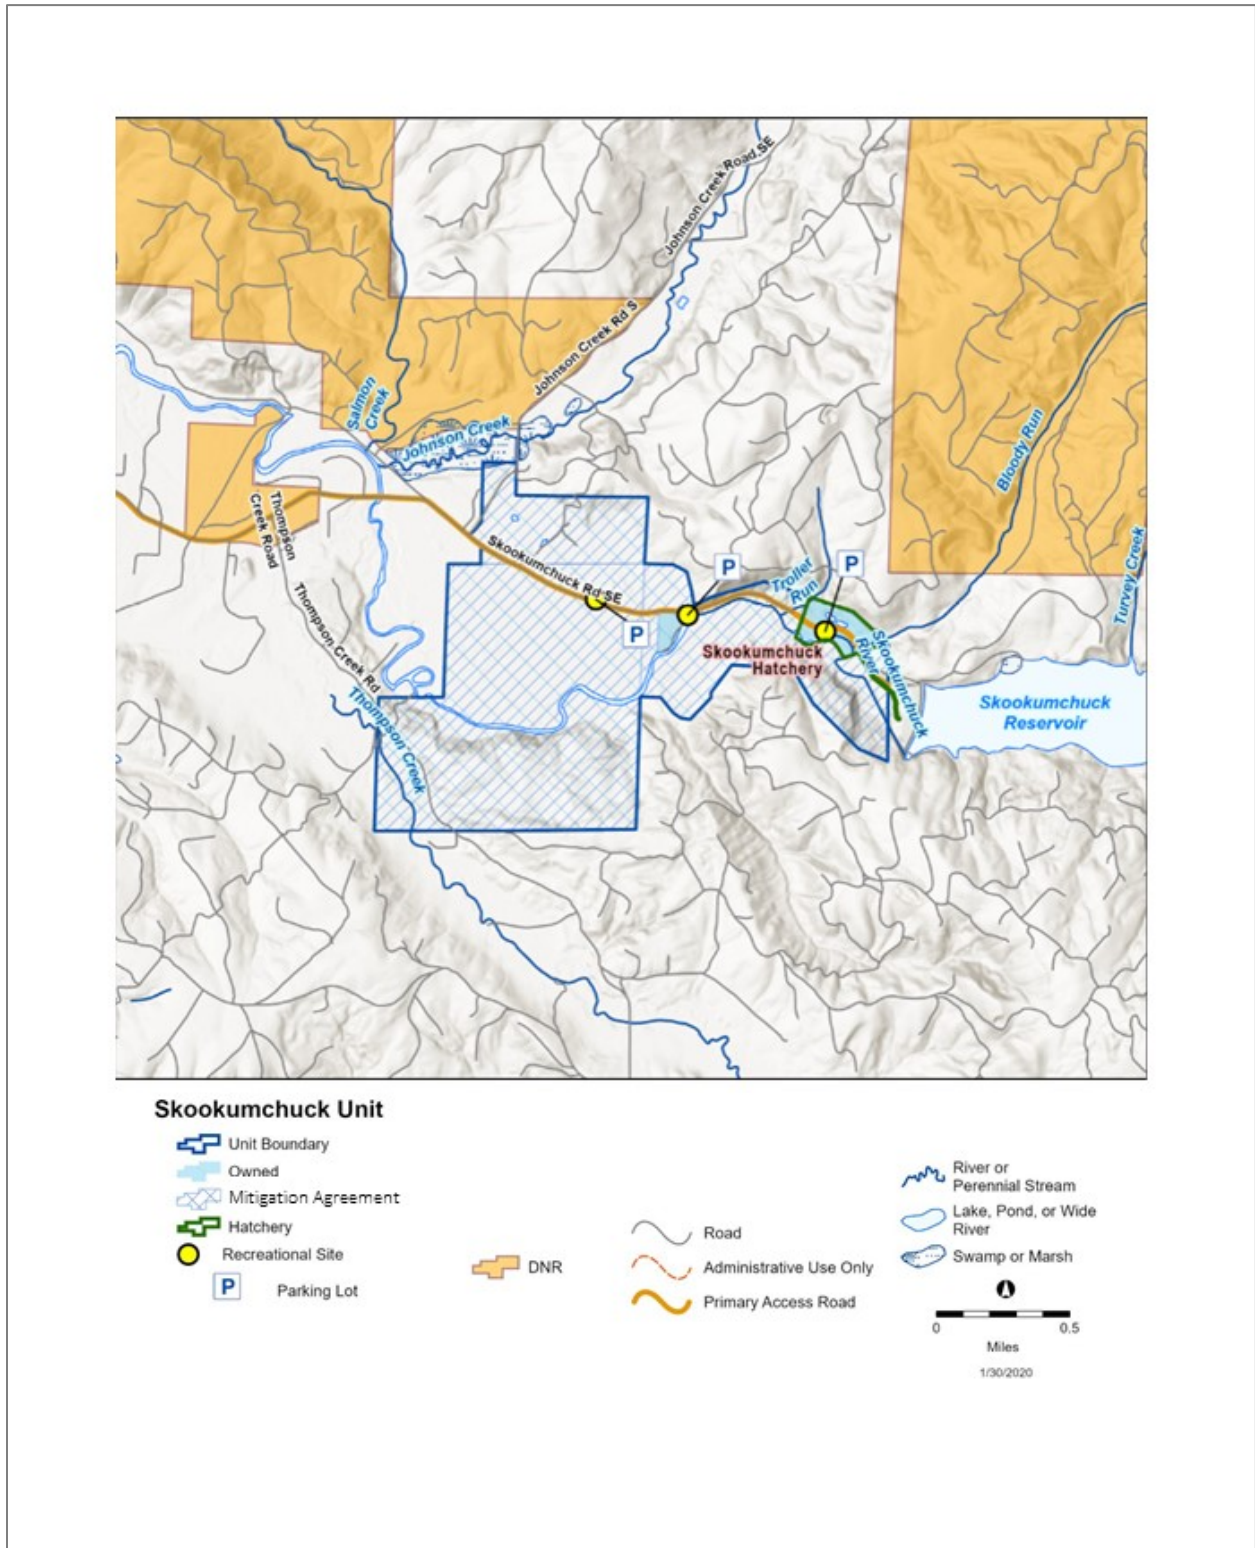 Johnson Creek Road SE
Johnson Creek Rd S
Salmon
Creek
Johnson Creek
Bloody Run
Thompson
Creek Road
Skookumchuck Rd SE
P
P
Troller
Run
Turvey Creek
Thompson Creek Rd
P
Skookumchuck
Hatchery
Skookumchuck
River
Skookumchuck
Reservoir
Thompson Creek
Skookumchuck Unit
Unit Boundary
Owned
Mitigation Agreement
Hatchery
Recreational Site
P
Parking Lot
DNR
Road
Administrative Use Only
Primary Access Road
River or
Perennial Stream
Lake, Pond, or Wide
River
Swamp or Marsh
0
0.5
Miles
1/30/2020